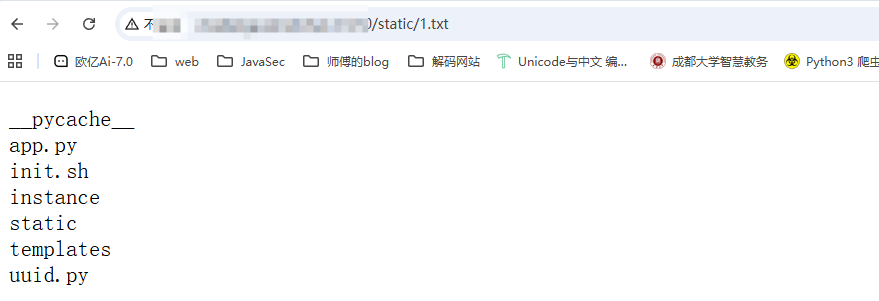 不
0/static/1.txt
欧亿Ai-7.0 web JavaSec 师傅的blog 解码网站 Unicode与中文 编... 成都大学智慧教务 Python3 爬虫
__pycache__
app.py
init.sh
instance
static
templates
uuid.py